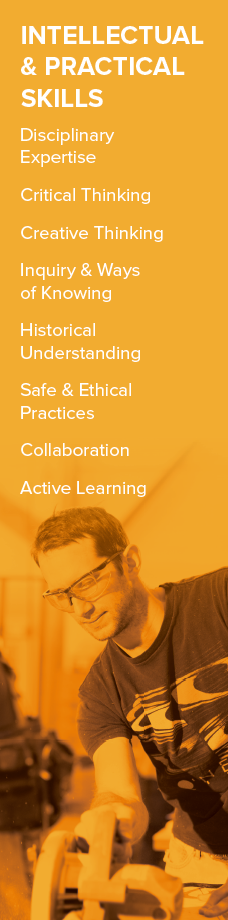 INTELLECTUAL
& PRACTICAL
SKILLS
Disciplinary
Expertise
Critical Thinking
Creative Thinking
Inquiry & Ways
of Knowing
Historical
Understanding
Safe & Ethical
Practices
Collaboration
Active Learning